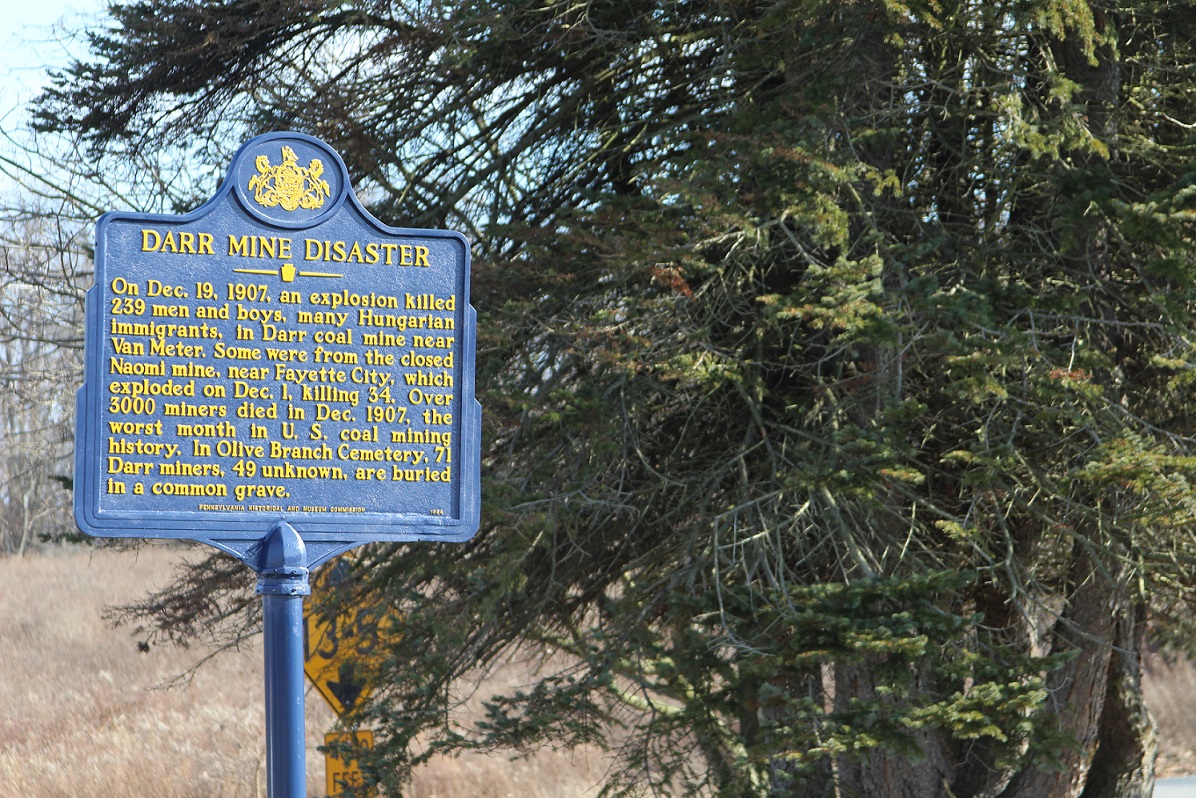 DARR MINE DISASTER
On Dec. 19, 1907, an explosion killed
239 men and boys, many Hungarian
immigrants, in Darr coal mine near
Van Meter. Some were from the closed
Naomi mine, near Fayette City, which
exploded on Dec. 1, killing 34. Over
3000 miners died in Dec. 1907, the
worst month in U. S. coal mining
history. In Olive Branch Cemetery, 71
Darr miners, 49 unknown, are buried
in a common grave.
PENNSYLVANIA HISTORICAL AND MUSEUM COMMISSION 1994